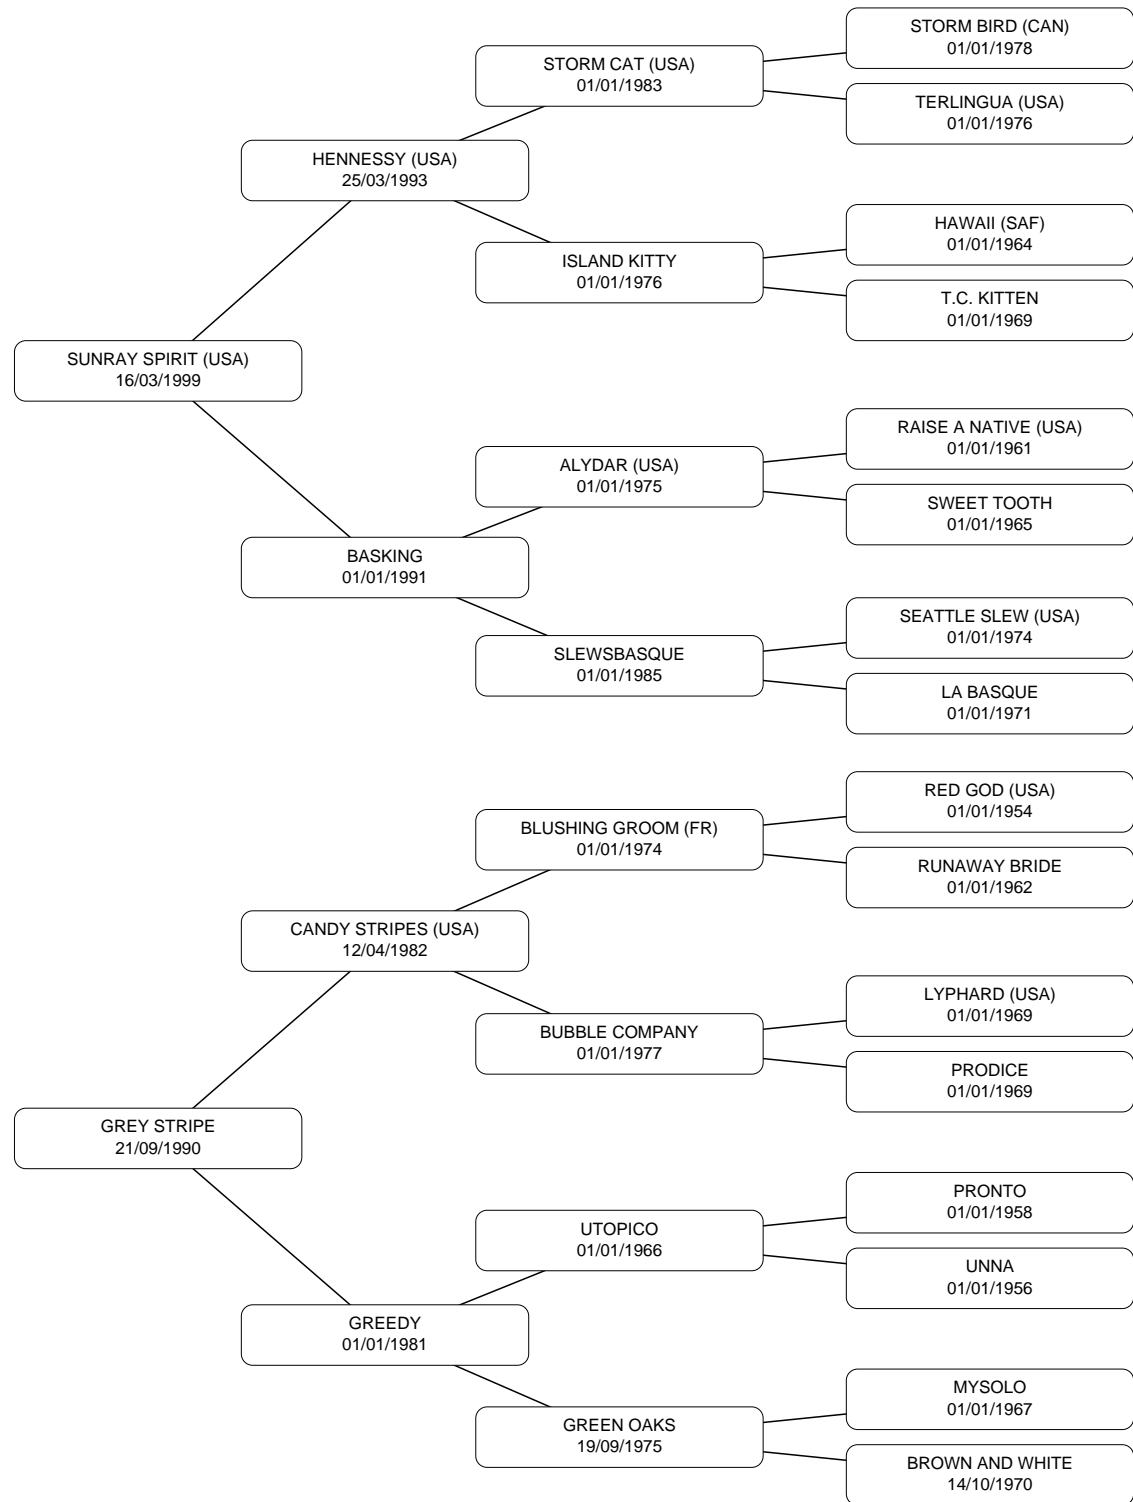 STORM BIRD (CAN)
01/01/1978
STORM CAT (USA)
01/01/1983
TERLINGUA (USA)
01/01/1976
HENNESSY (USA)
25/03/1993
HAWAII (SAF)
01/01/1964
ISLAND KITTY
01/01/1976
T.C. KITTEN
01/01/1969
SUNRAY SPIRIT (USA)
16/03/1999
RAISE A NATIVE (USA)
01/01/1961
ALYDAR (USA)
01/01/1975
SWEET TOOTH
01/01/1965
BASKING
01/01/1991
SEATTLE SLEW (USA)
01/01/1974
SLEWSBASQUE
01/01/1985
LA BASQUE
01/01/1971
RED GOD (USA)
01/01/1954
BLUSHING GROOM (FR)
01/01/1974
RUNAWAY BRIDE
01/01/1962
CANDY STRIPES (USA)
12/04/1982
LYPHARD (USA)
01/01/1969
BUBBLE COMPANY
01/01/1977
PRODICE
01/01/1969
GREY STRIPE
21/09/1990
PRONTO
01/01/1958
UTOPICO
01/01/1966
UNNA
01/01/1956
GREEDY
01/01/1981
MYSOLO
01/01/1967
GREEN OAKS
19/09/1975
BROWN AND WHITE
14/10/1970